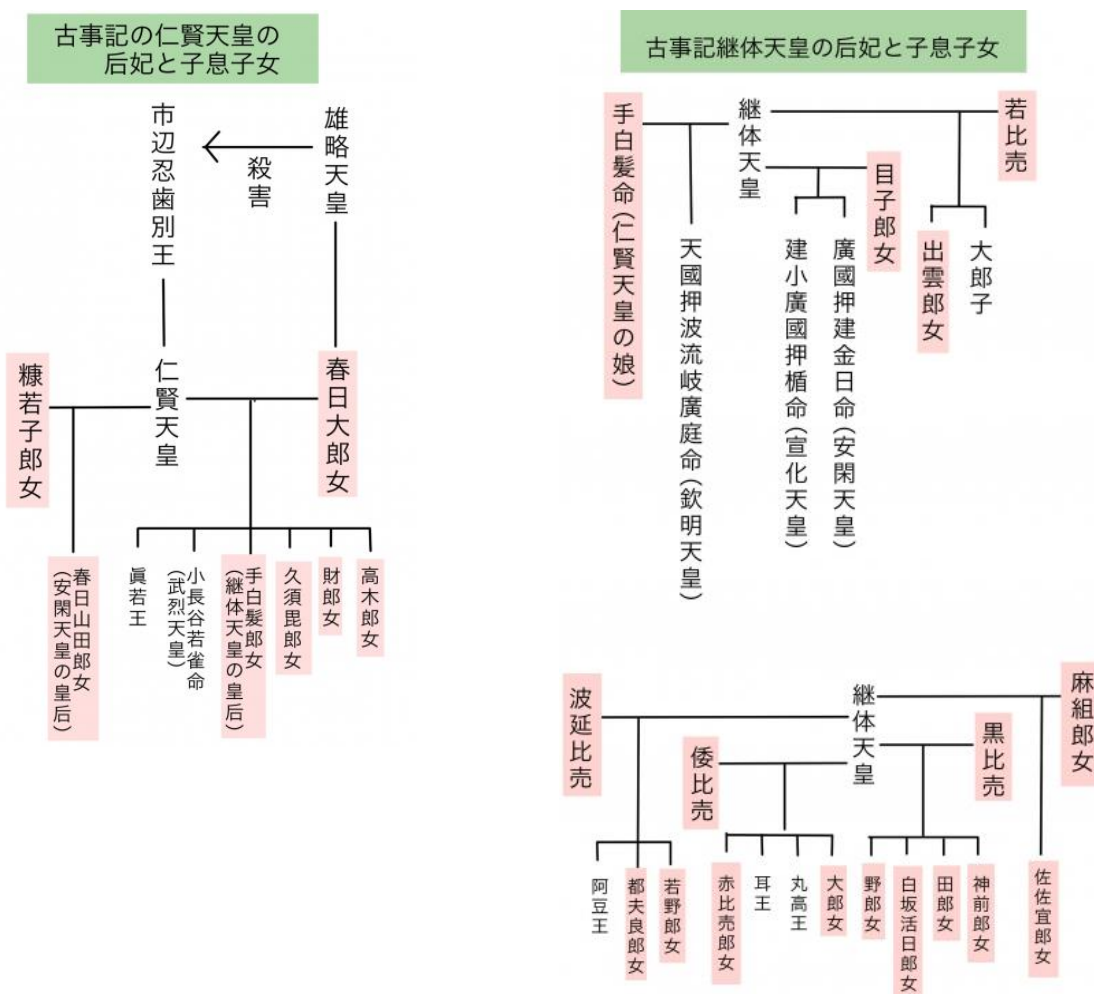 古事記の仁賢天皇の
后妃と子息子女
市辺忍歯別王
殺害
雄略天皇
糠若子郎女
仁賢天皇
春日大郎女
春日山田郎女
(安閑天皇の皇后)
眞若王
小長谷若雀命
(武烈天皇)
手白髪郎女
(継体天皇の皇后)
久須毘郎女
財郎女
高木郎女
古事記継体天皇の后妃と子息子女
手白髪命(仁賢天皇の娘)
継体天皇
若比売
目子郎女
天國押波流岐廣庭命(欽明天皇)
建小廣國押楯命(宣化天皇)
廣國押建金日命(安閑天皇)
出雲郎女
大郎子
波延比売
継体天皇
麻組郎女
倭比売
黒比売
阿豆王
都夫良郎女
若野郎女
赤比売郎女
耳王
丸高王
大郎女
野郎女
白坂活日郎女
田郎女
神前郎女
佐佐宜郎女